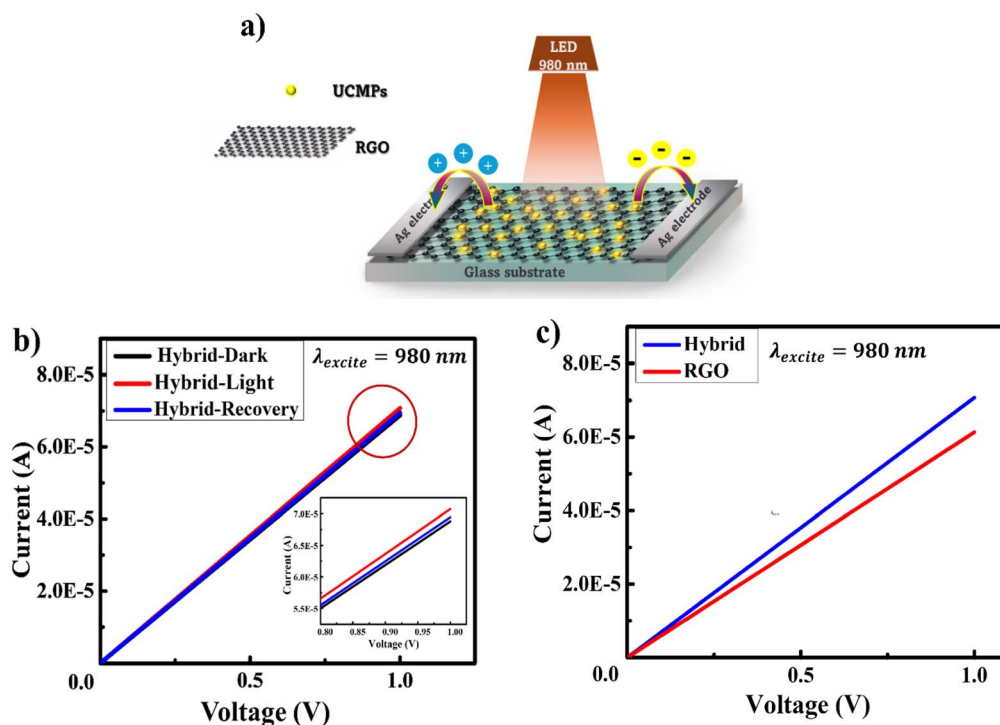 a)
LED
980 nm
UCMPs
RGO
+ + +
- - -
Ag electrode
Ag electrode
Glass substrate
b)
Hybrid-Dark
Hybrid-Light
Hybrid-Recovery
λexcite = 980 nm
8.0E-5
6.0E-5
4.0E-5
2.0E-5
0.0
0.5
1.0
Current (A)
Voltage (V)
7.0E-5
6.5E-5
6.0E-5
5.5E-5
0.80 0.85 0.90 0.95 1.00
Current (A)
Voltage (V)
c)
Hybrid
RGO
λexcite = 980 nm
8.0E-5
6.0E-5
4.0E-5
2.0E-5
0.0
0.5
1.0
Current (A)
Voltage (V)